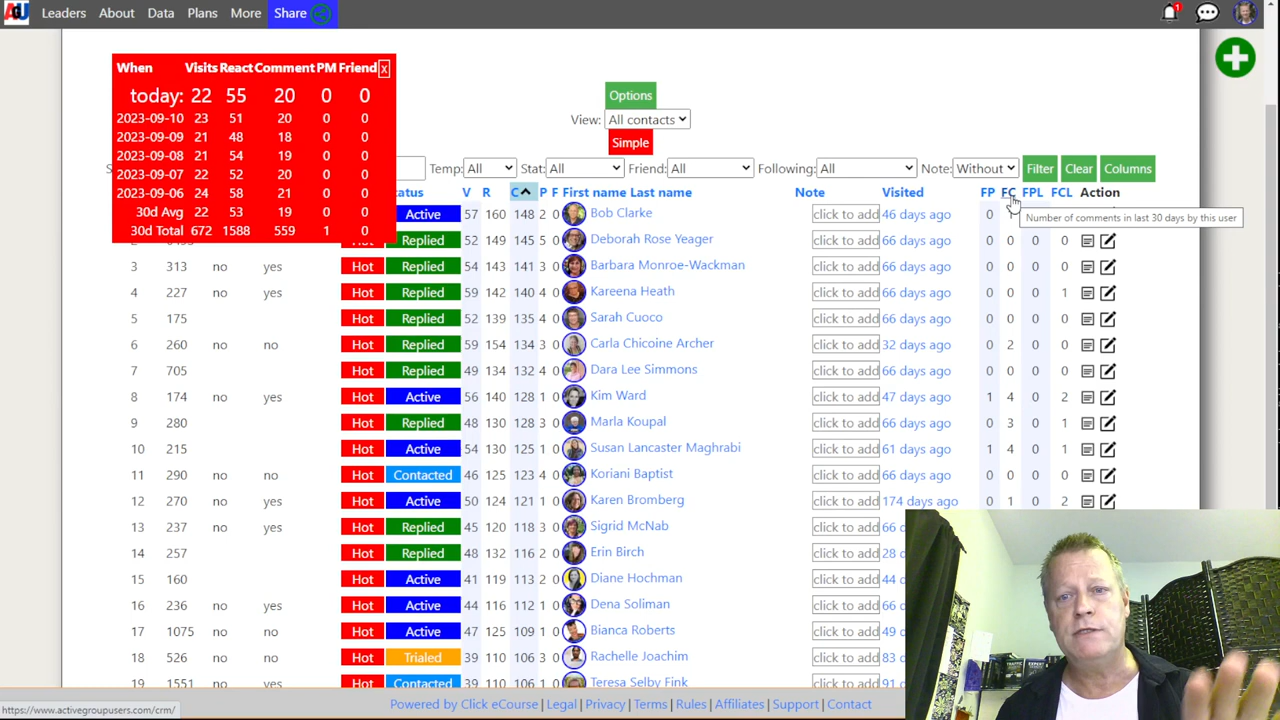 AGU Leaders About Data Plans More Share 1
When Visits React Comment PM Friend x
today: 22 55 20 0 0
2023-09-10 23 51 20 0 0
2023-09-09 21 48 18 0 0
2023-09-08 21 54 19 0 0
2023-09-07 22 52 20 0 0
2023-09-06 24 58 21 0 0
30d Avg 22 53 19 0 0
30d Total 672 1588 559 1 0
Options
View: All contacts
Simple
Temp: All Stat: All Friend: All Following: All Note: Without Filter Clear Columns
tatus V R C P F First name Last name Note Visited FP FC FPL FCL Action
Number of comments in last 30 days by this user
Active 57 160 148 2 0 Bob Clarke click to add 46 days ago 0
Hot Replied 52 149 145 5 0 Deborah Rose Yeager click to add 66 days ago 0 0 0 0
3 313 no yes Hot Replied 54 143 141 3 0 Barbara Monroe-Wackman click to add 66 days ago 0 0 0 0
4 227 no yes Hot Replied 59 142 140 4 0 Kareena Heath click to add 66 days ago 0 0 0 1
5 175 Hot Replied 52 139 135 4 0 Sarah Cuoco click to add 66 days ago 0 0 0 0
6 260 no no Hot Replied 59 154 134 3 0 Carla Chicoine Archer click to add 32 days ago 0 2 0 0
7 705 Hot Replied 49 134 132 4 0 Dara Lee Simmons click to add 66 days ago 0 0 0 0
8 174 no yes Hot Active 56 140 128 1 0 Kim Ward click to add 47 days ago 1 4 0 2
9 280 Hot Replied 48 130 128 3 0 Marla Koupal click to add 66 days ago 0 3 0 1
10 215 Hot Active 54 130 125 1 0 Susan Lancaster Maghrabi click to add 61 days ago 1 4 0 1
11 290 no no Hot Contacted 46 125 123 4 0 Koriani Baptist click to add 66 days ago 0 0 0 0
12 270 no yes Hot Active 50 124 121 1 0 Karen Bromberg click to add 174 days ago 0 1 0 2
13 237 no yes Hot Replied 45 120 118 3 0 Sigrid McNab click to add 66 d
14 257 Hot Replied 48 132 116 2 0 Erin Birch click to add 28 d
15 160 Hot Active 41 119 113 2 0 Diane Hochman click to add 44 d
16 236 no yes Hot Active 44 116 112 1 0 Dena Soliman click to add 66 d
17 1075 no no Hot Active 47 125 109 1 0 Bianca Roberts click to add 49 d
18 526 no no Hot Trialed 39 110 106 3 0 Rachelle Joachim click to add 83 d
19 1551 no yes Hot Contacted 39 110 106 0 Teresa Selby Fink click to add 91 d
Powered by Click eCourse | Legal | Privacy | Terms | Rules | Affiliates | Support | Contact
https://www.activegroupusers.com/crm/